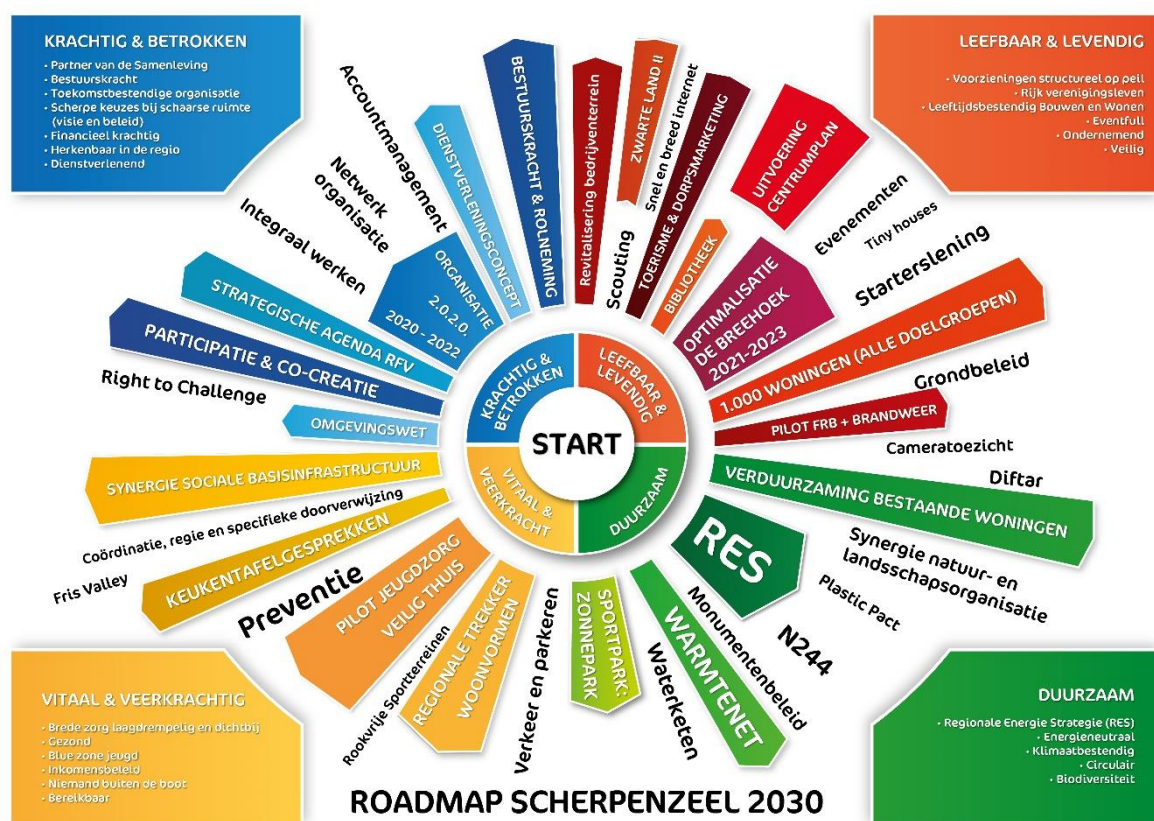 KRACHTIG & BETROKKEN
• Partner van de Samenleving
• Bestuurskracht
• Toekomstbestendige organisatie
• Scherpe keuzes bij schaarse ruimte
(visie en beleid)
• Financieel krachtig
• Herkenbaar in de regio
• Dienstverlenend
LEEFBAAR & LEVENDIG
• Voorzieningen structureel op peil
• Rijk verenigingsleven
• Leeftijdsbestendig Bouwen en Wonen
• Eventfull
• Ondernemend
• Veilig
Right to Challenge
PARTICIPATIE & CO-CREATIE
STRATEGISCHE AGENDA RFV
Integraal werken
Netwerk
organisatie
ORGANISATIE
2.0.2.0.
2020 - 2022
Accountmanagement
DIENSTVERLENINGSCONCEPT
BESTUURSKRACHT & ROLNEMING
Revitalisering bedrijventerrein
ZWARTE LAND II
Scouting
Snel en breed internet
TOERISME & DORPSMARKETING
BIBLIOTHEEK
UITVOERING
CENTRUMPLAN
OPTIMALISATIE
DE BREEHOEK
2021-2023
Evenementen
Tiny houses
Starterslening
1.000 WONINGEN (ALLE DOELGROEPEN)
Grondbeleid
PILOT FRB + BRANDWEER
Cameratoezicht
Diftar
VERDUURZAMING BESTAANDE WONINGEN
Synergie natuur- en
landschapsorganisatie
RES
Plastic Pact
N244
Monumentenbeleid
WARMTENET
Waterketen
SPORTPARK:
ZONNEPARK
Verkeer en parkeren
REGIONALE TREKKER
WOONVORMEN
Rookvrije Sportterreinen
PILOT JEUGDZORG
VEILIG THUIS
Preventie
KEUKENTAFELGESPREKKEN
Fris Valley
Coördinatie, regie en specifieke doorverwijzing
SYNERGIE SOCIALE BASISINFRASTRUCTUUR
OMGEVINGSWET
KRACHTIG &
BETROKKEN
LEEFBAAR &
LEVENDIG
START
VITAAL &
VEERKRACHT
DUURZAAM
VITAAL & VEERKRACHTIG
• Brede zorg laagdrempelig en dichtbij
• Gezond
• Blue zone jeugd
• Inkomensbeleid
• Niemand buiten de boot
• Bereikbaar
DUURZAAM
• Regionale Energie Strategie (RES)
• Energieneutraal
• Klimaatbestendig
• Circulair
• Biodiversiteit
ROADMAP SCHERPENZEEL 2030